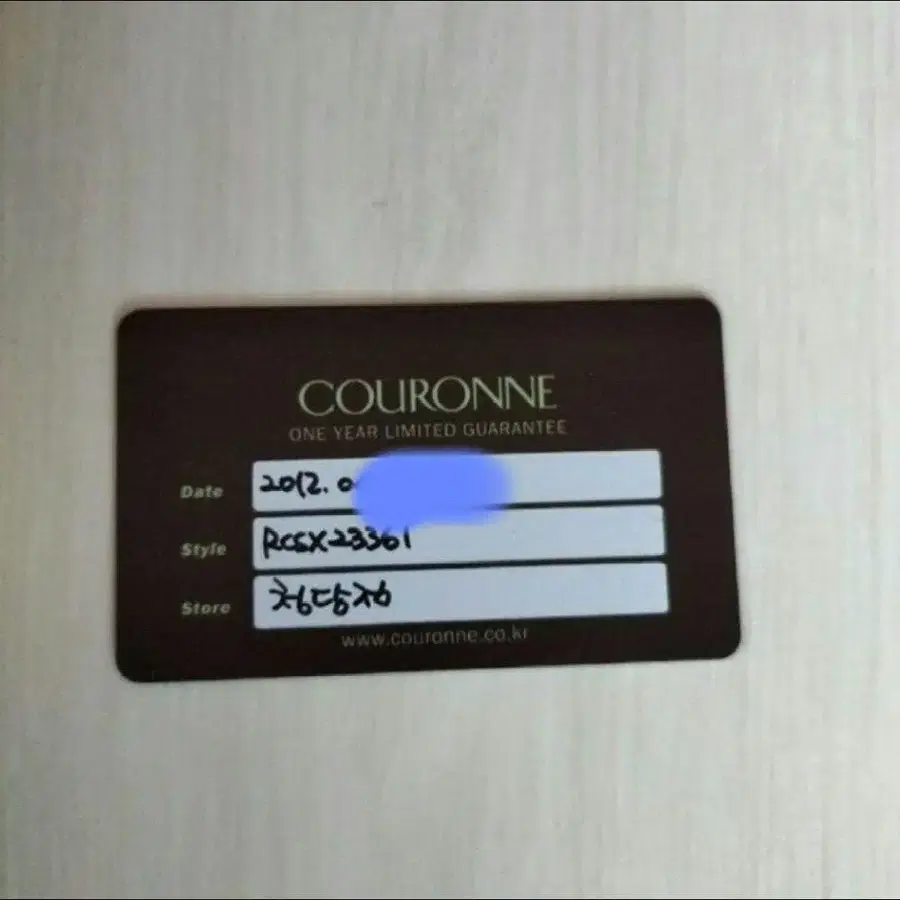 COURONNE
ONE YEAR LIMITED GUARANTEE
Date 2012.0
Style RCSX23361
Store 청담점
www.couronne.co.kr